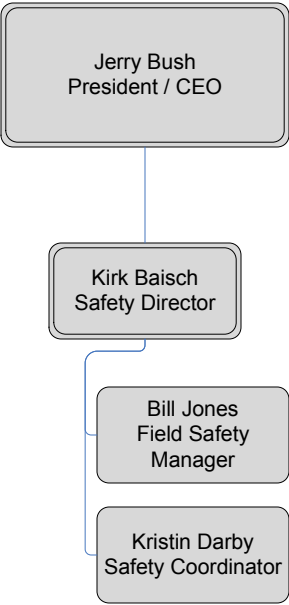 Jerry Bush
President / CEO
Kirk Baisch
Safety Director
Bill Jones
Field Safety
Manager
Kristin Darby
Safety Coordinator